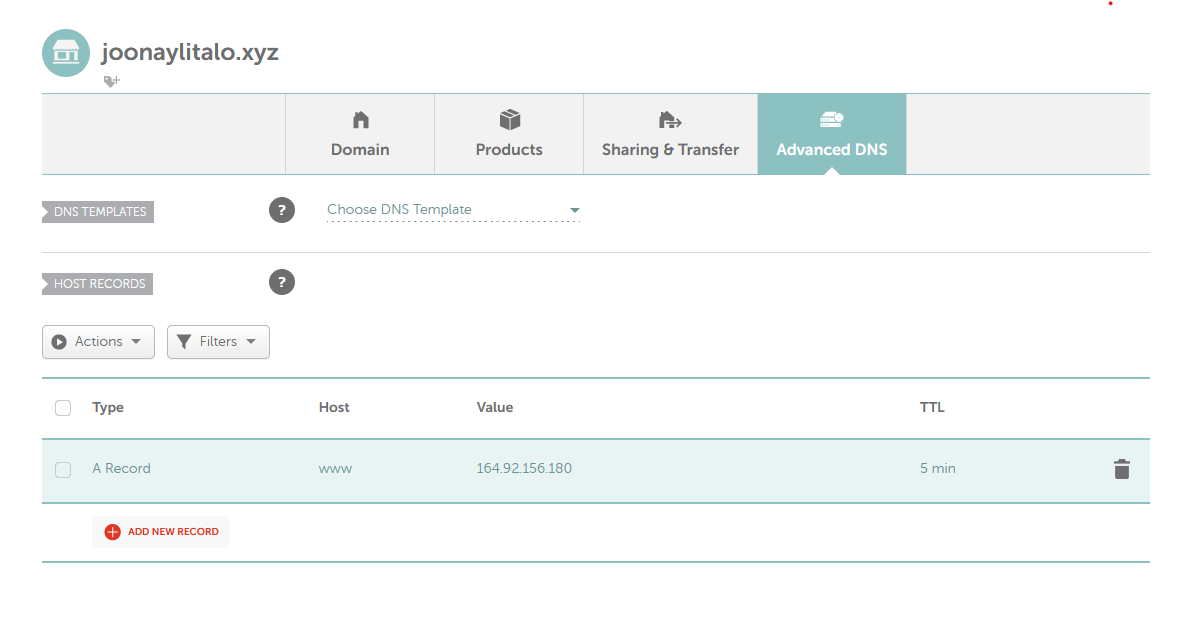 joonaylitalo.xyz
Domain
Products
Sharing & Transfer
Advanced DNS
DNS TEMPLATES
?
Choose DNS Template
HOST RECORDS
?
Actions
Filters
Type Host Value TTL
A Record www 164.92.156.180 5 min
ADD NEW RECORD